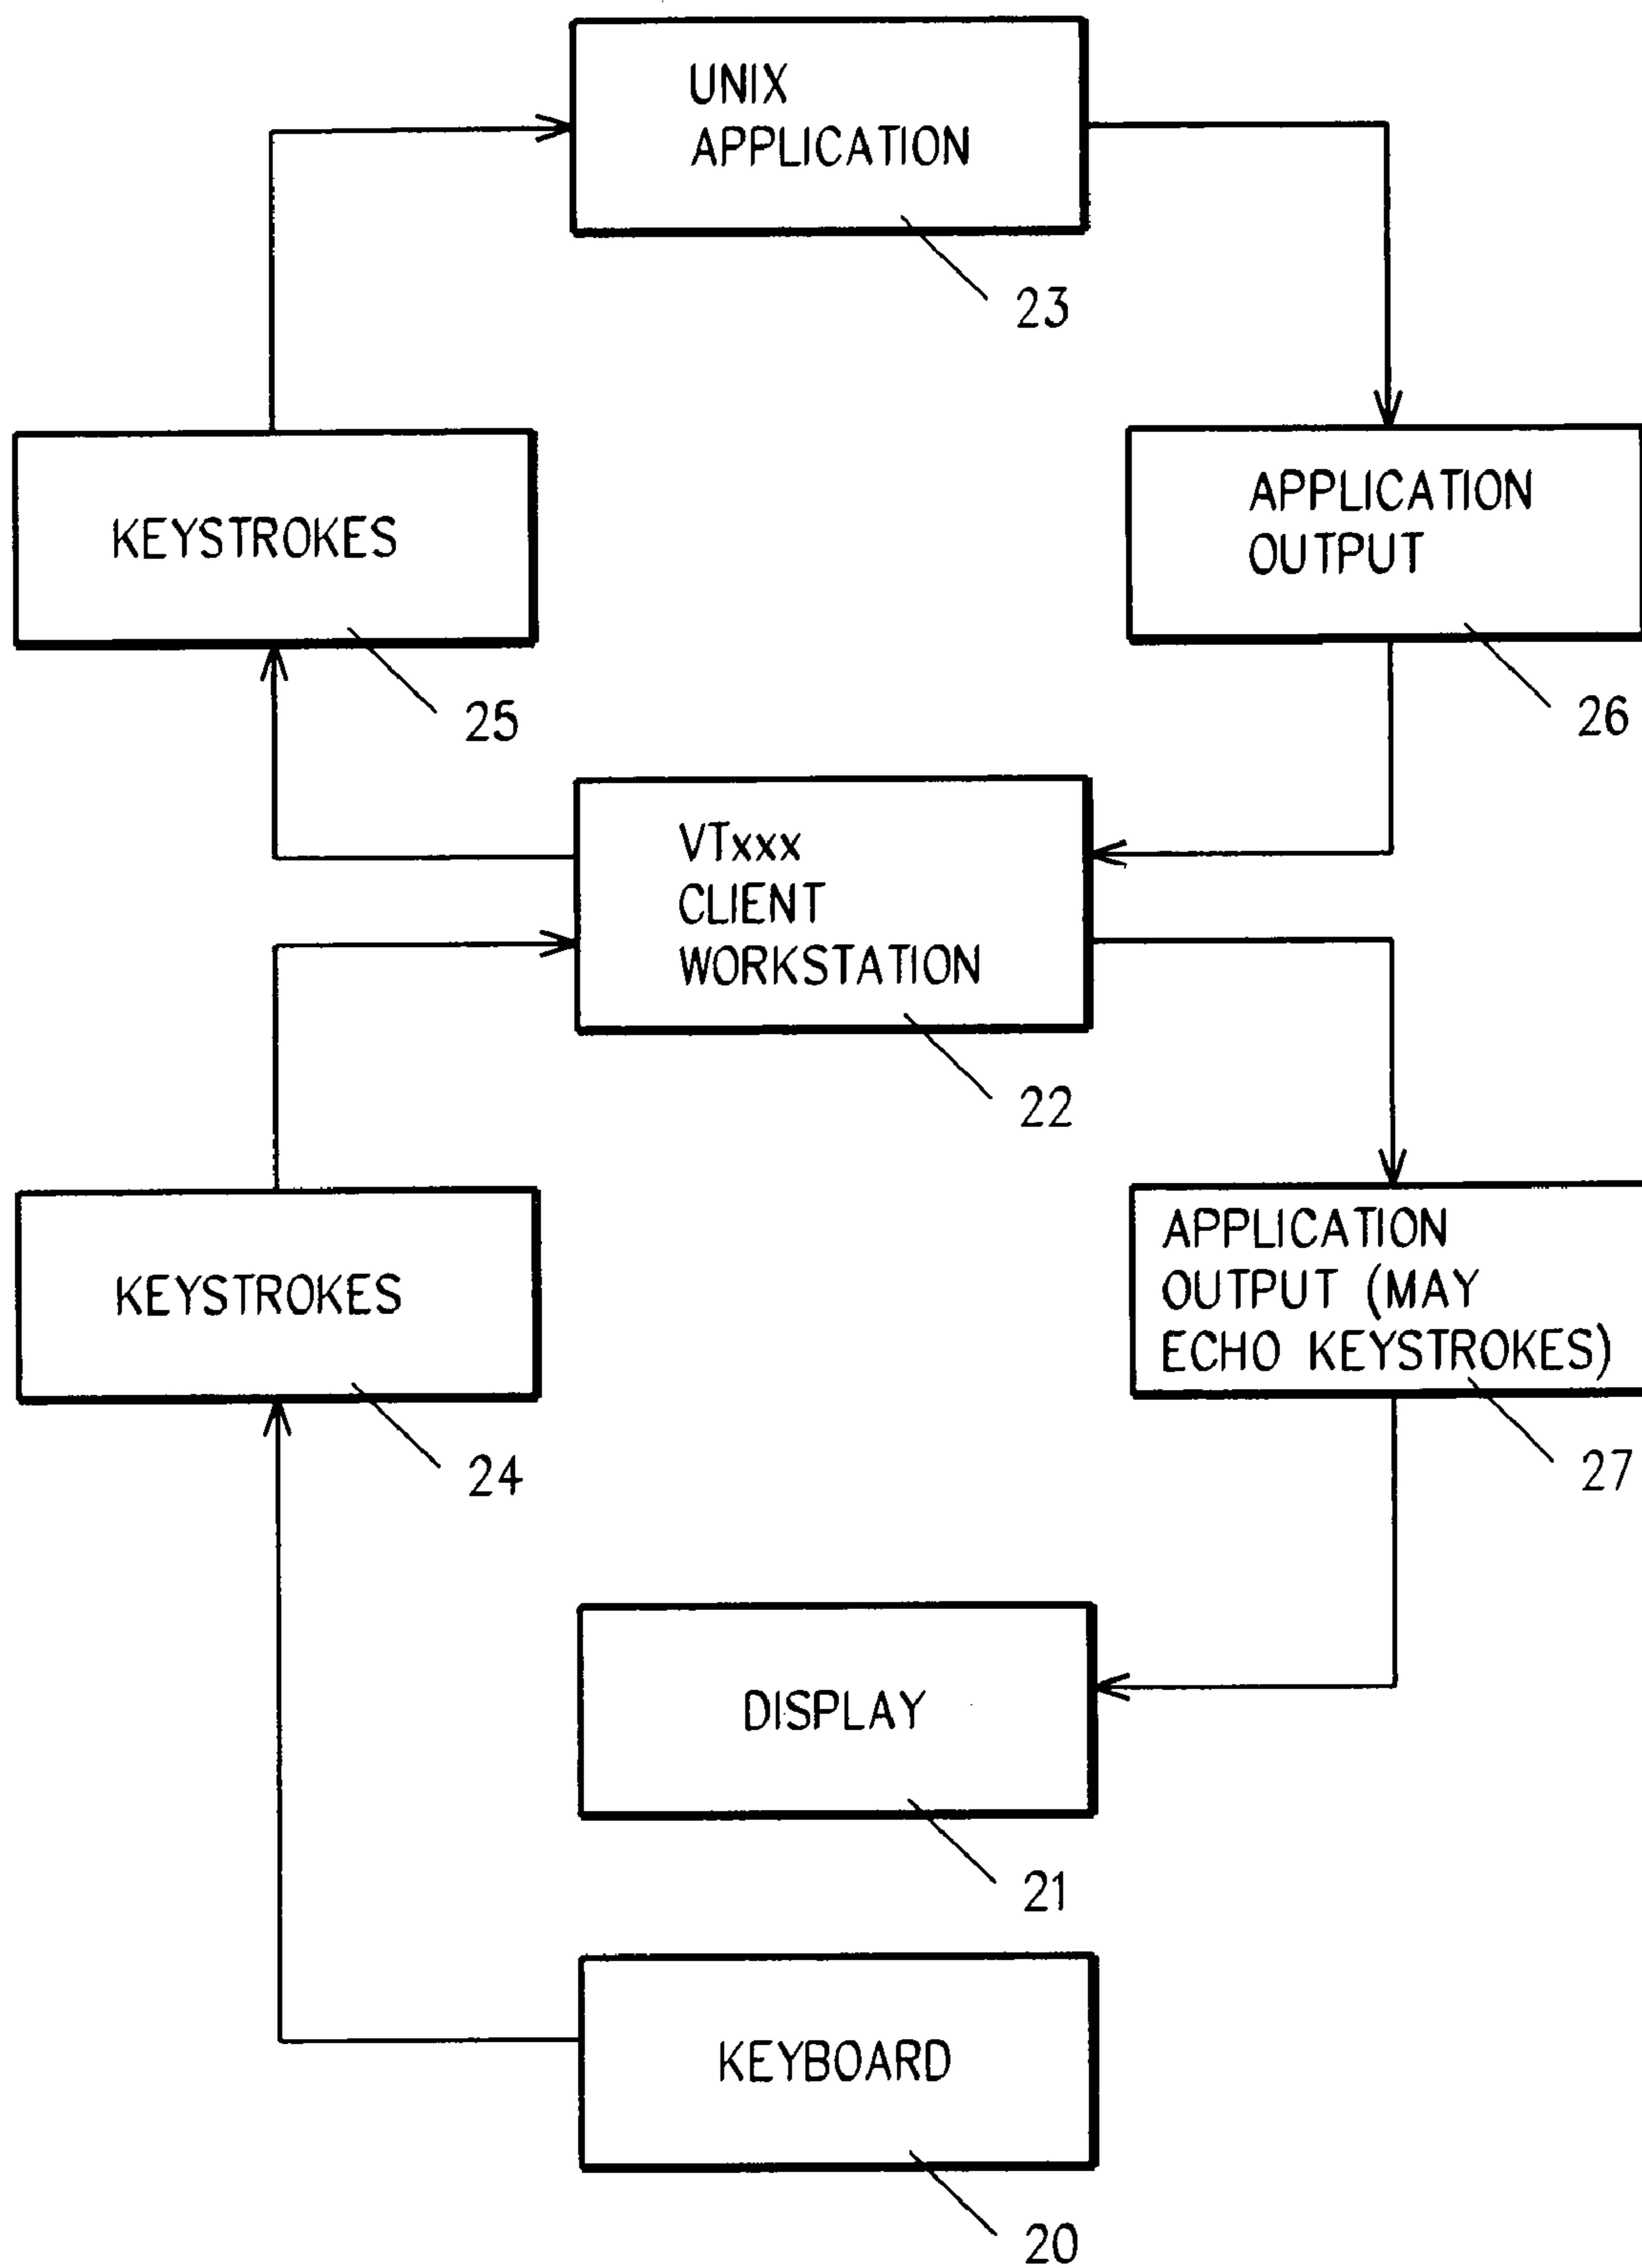 UNIX
APPLICATION
23
KEYSTROKES
25
APPLICATION
OUTPUT
26
VTxxx
CLIENT
WORKSTATION
22
KEYSTROKES
24
APPLICATION
OUTPUT (MAY
ECHO KEYSTROKES)
27
DISPLAY
21
KEYBOARD
20